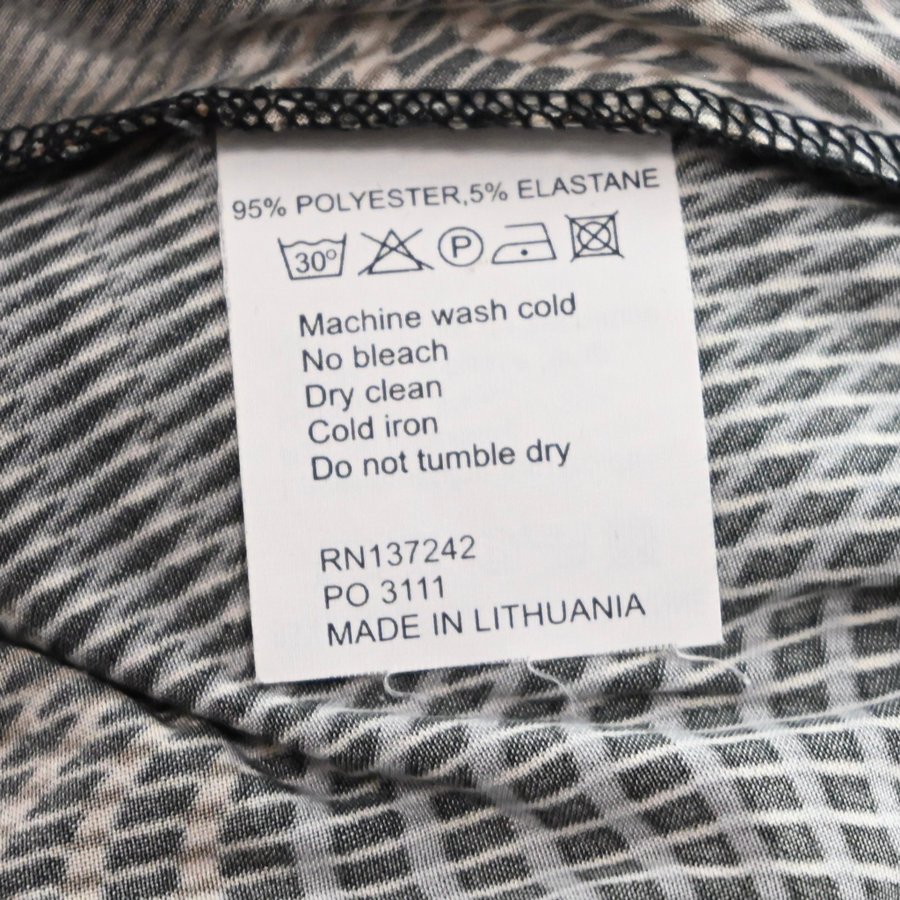 95% POLYESTER,5% ELASTANE
30° P
Machine wash cold
No bleach
Dry clean
Cold iron
Do not tumble dry
RN137242
PO 3111
MADE IN LITHUANIA